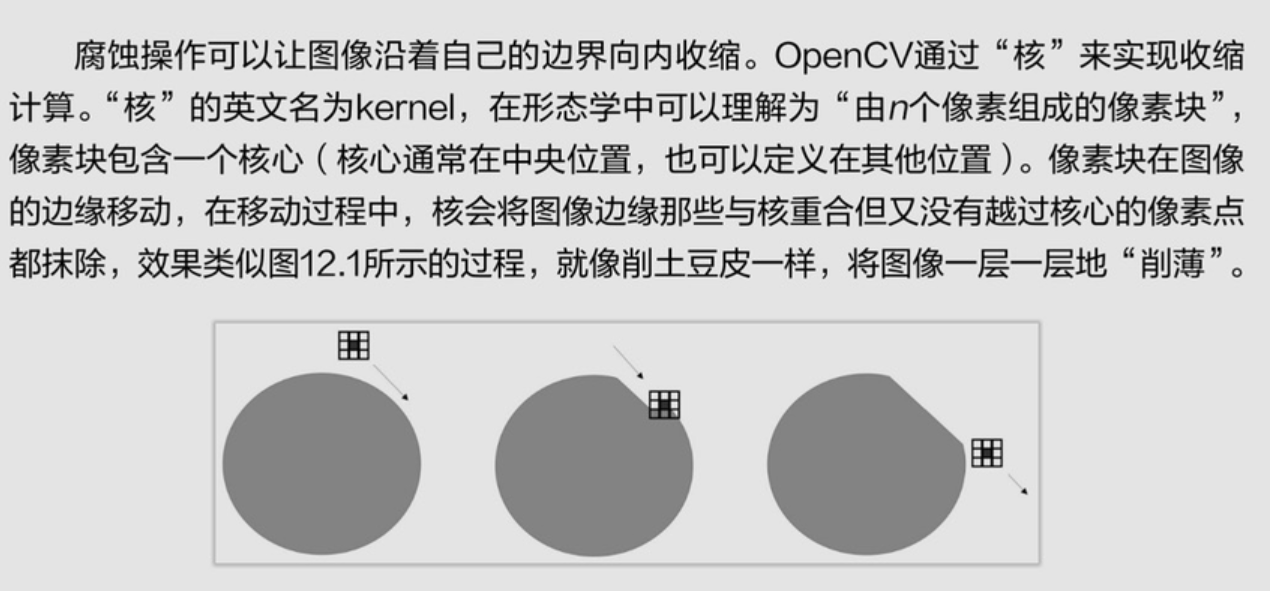 腐蚀操作可以让图像沿着自己的边界向内收缩。OpenCV通过“核”来实现收缩
计算。“核”的英文名为kernel，在形态学中可以理解为“由n个像素组成的像素块”，
像素块包含一个核心（核心通常在中央位置，也可以定义在其他位置）。像素块在图像
的边缘移动，在移动过程中，核会将图像边缘那些与核重合但又没有越过核心的像素点
都抹除，效果类似图12.1所示的过程，就像削土豆皮一样，将图像一层一层地“削薄”。